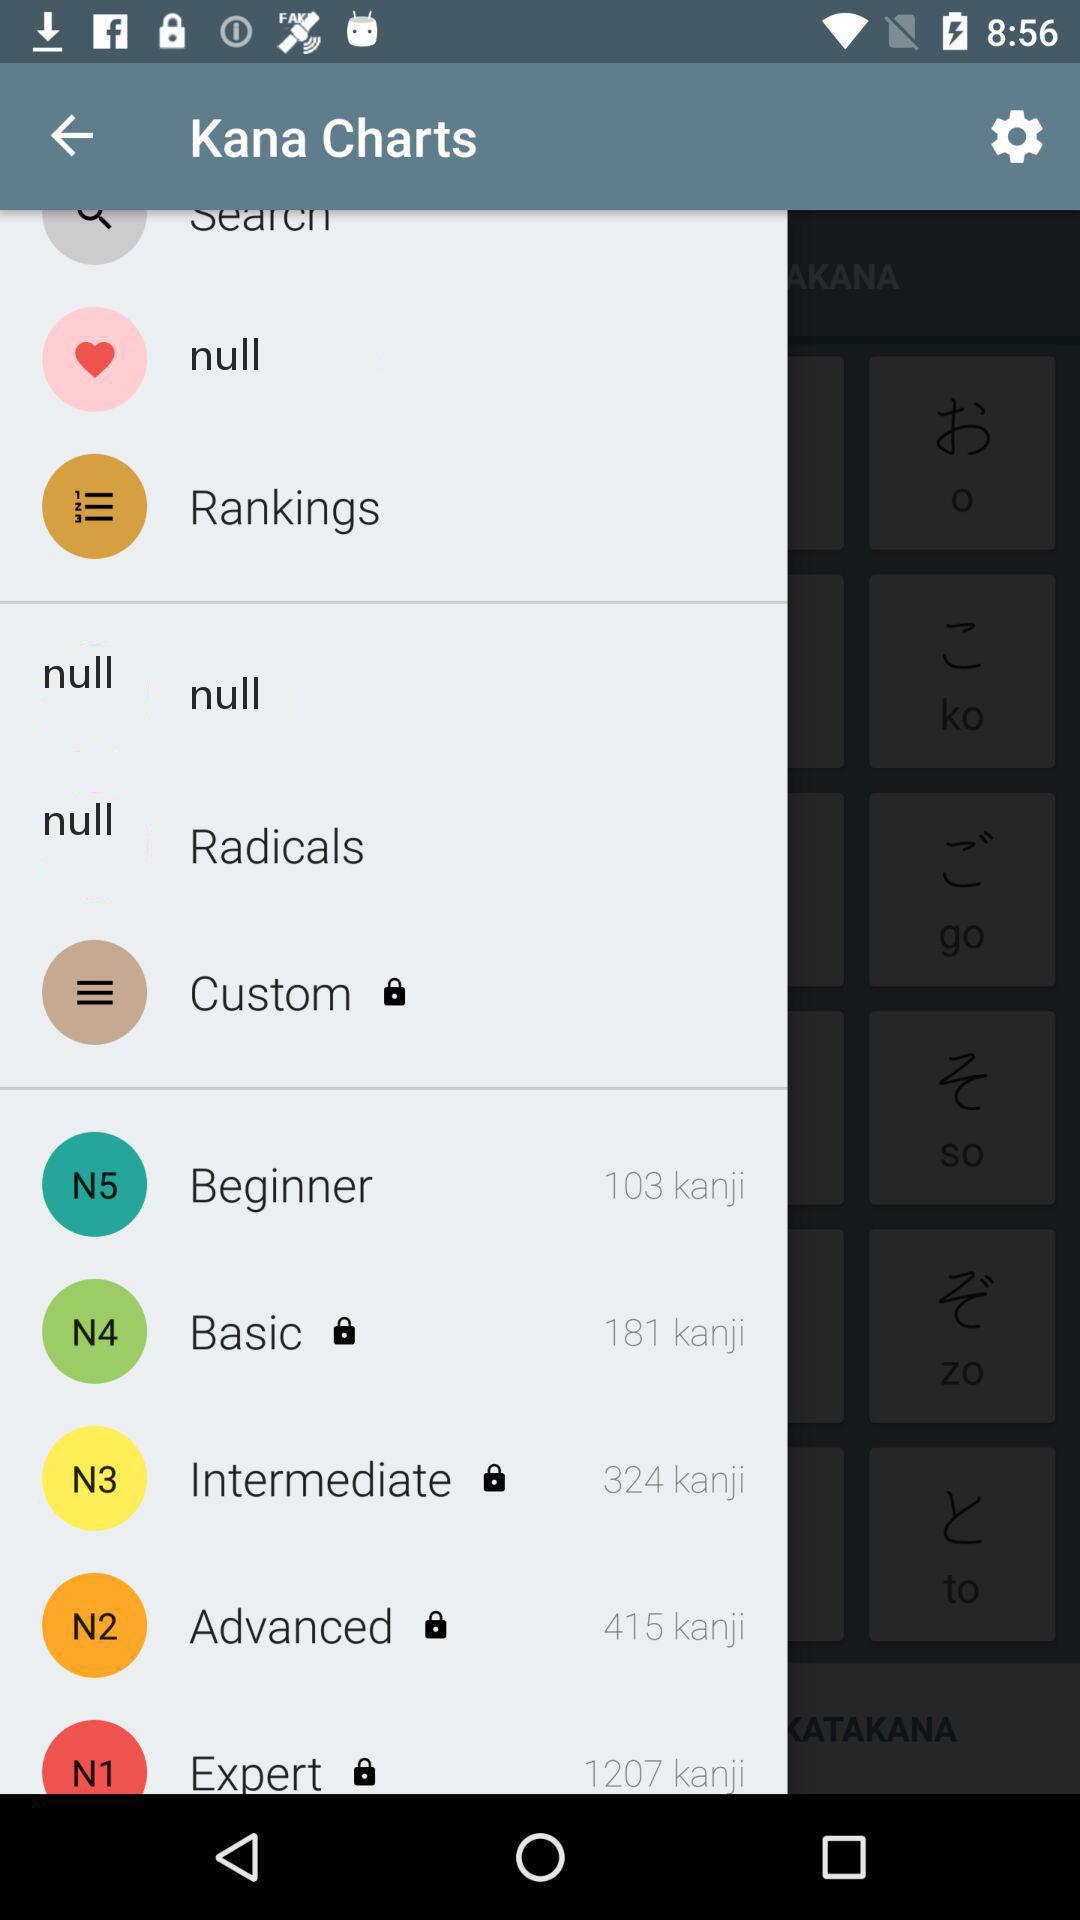 FAK
8:56
Kana Charts
Search
AKANA
null
お
o
Rankings
こ
ko
null
null
null
Radicals
ご
go
Custom
そ
so
N5 Beginner 103 kanji
ぞ
zo
N4 Basic 181 kanji
N3 Intermediate 324 kanji
と
to
N2 Advanced 415 kanji
KATAKANA
N1 Expert 1207 kanji